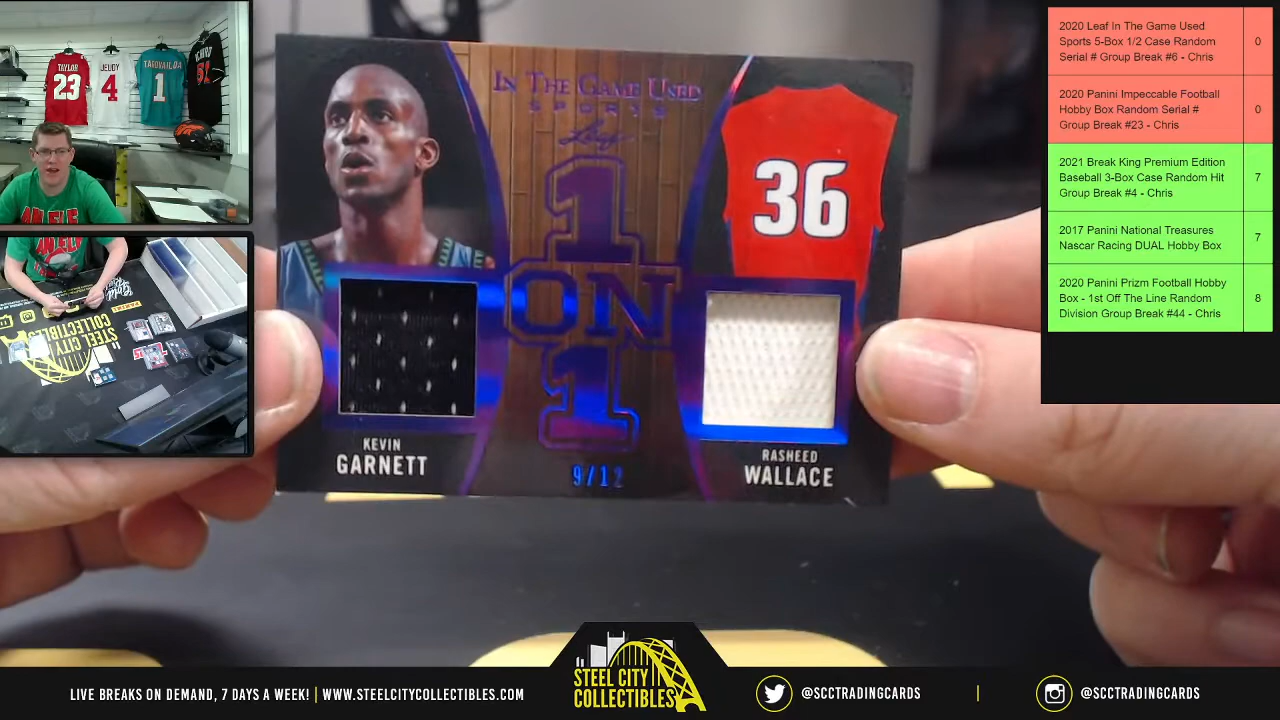 TAYLOR
23
JEUDY
4
TAGOVAILOA
1
51
IN THE GAME USED
SPORTS
Leaf
1
ON
1
36
KEVIN
GARNETT
9/12
RASHEED
WALLACE
STEEL CITY
COLLECTIBLES
2020 Leaf In The Game Used
Sports 5-Box 1/2 Case Random
Serial # Group Break #6 - Chris
0
2020 Panini Impeccable Football
Hobby Box Random Serial #
Group Break #23 - Chris
0
2021 Break King Premium Edition
Baseball 3-Box Case Random Hit
Group Break #4 - Chris
7
2017 Panini National Treasures
Nascar Racing DUAL Hobby Box
7
2020 Panini Prizm Football Hobby
Box - 1st Off The Line Random
Division Group Break #44 - Chris
8
LIVE BREAKS ON DEMAND, 7 DAYS A WEEK! | WWW.STEELCITYCOLLECTIBLES.COM
STEEL CITY
COLLECTIBLES
@SCCTRADINGCARDS | @SCCTRADINGCARDS